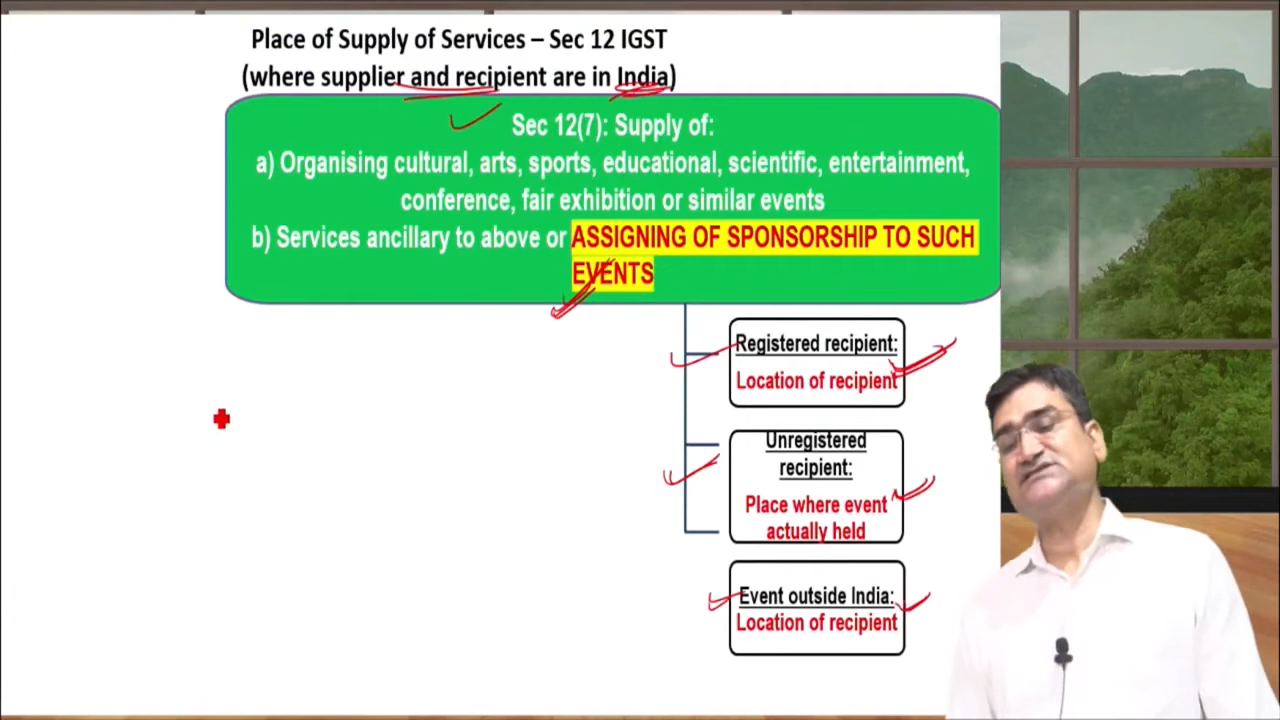 Place of Supply of Services – Sec 12 IGST
(where supplier and recipient are in India)
Sec 12(7): Supply of:
a) Organising cultural, arts, sports, educational, scientific, entertainment,
conference, fair exhibition or similar events
b) Services ancillary to above or ASSIGNING OF SPONSORSHIP TO SUCH
EVENTS
Registered recipient:
Location of recipient
Unregistered
recipient:
Place where event
actually held
Event outside India:
Location of recipient